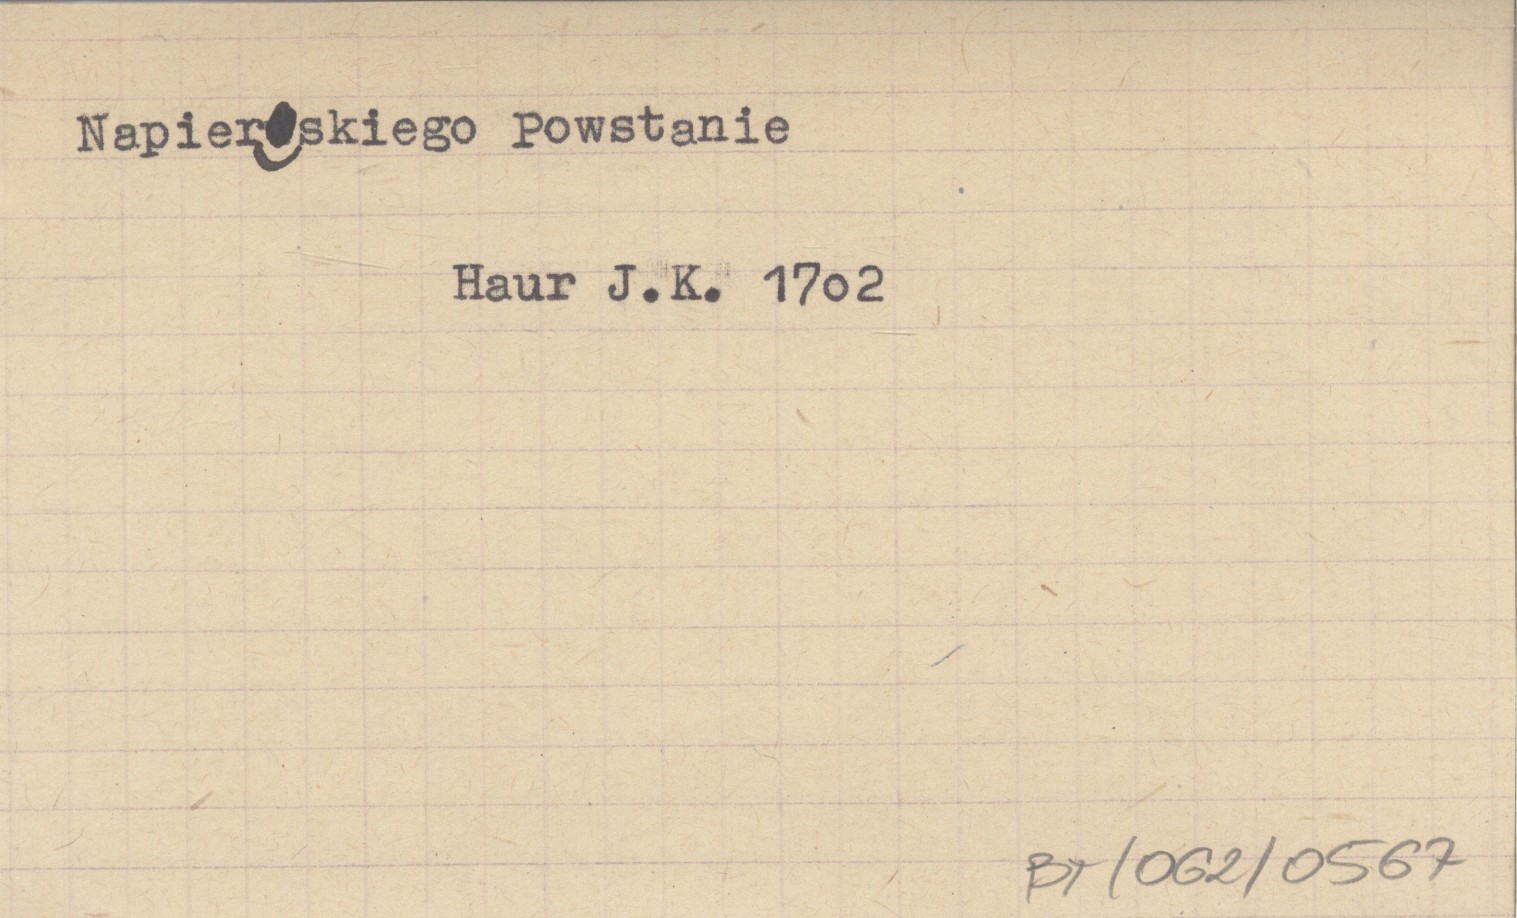 Napierskiego Powstanie
Haur J.K. 17o2
BT/062/0567